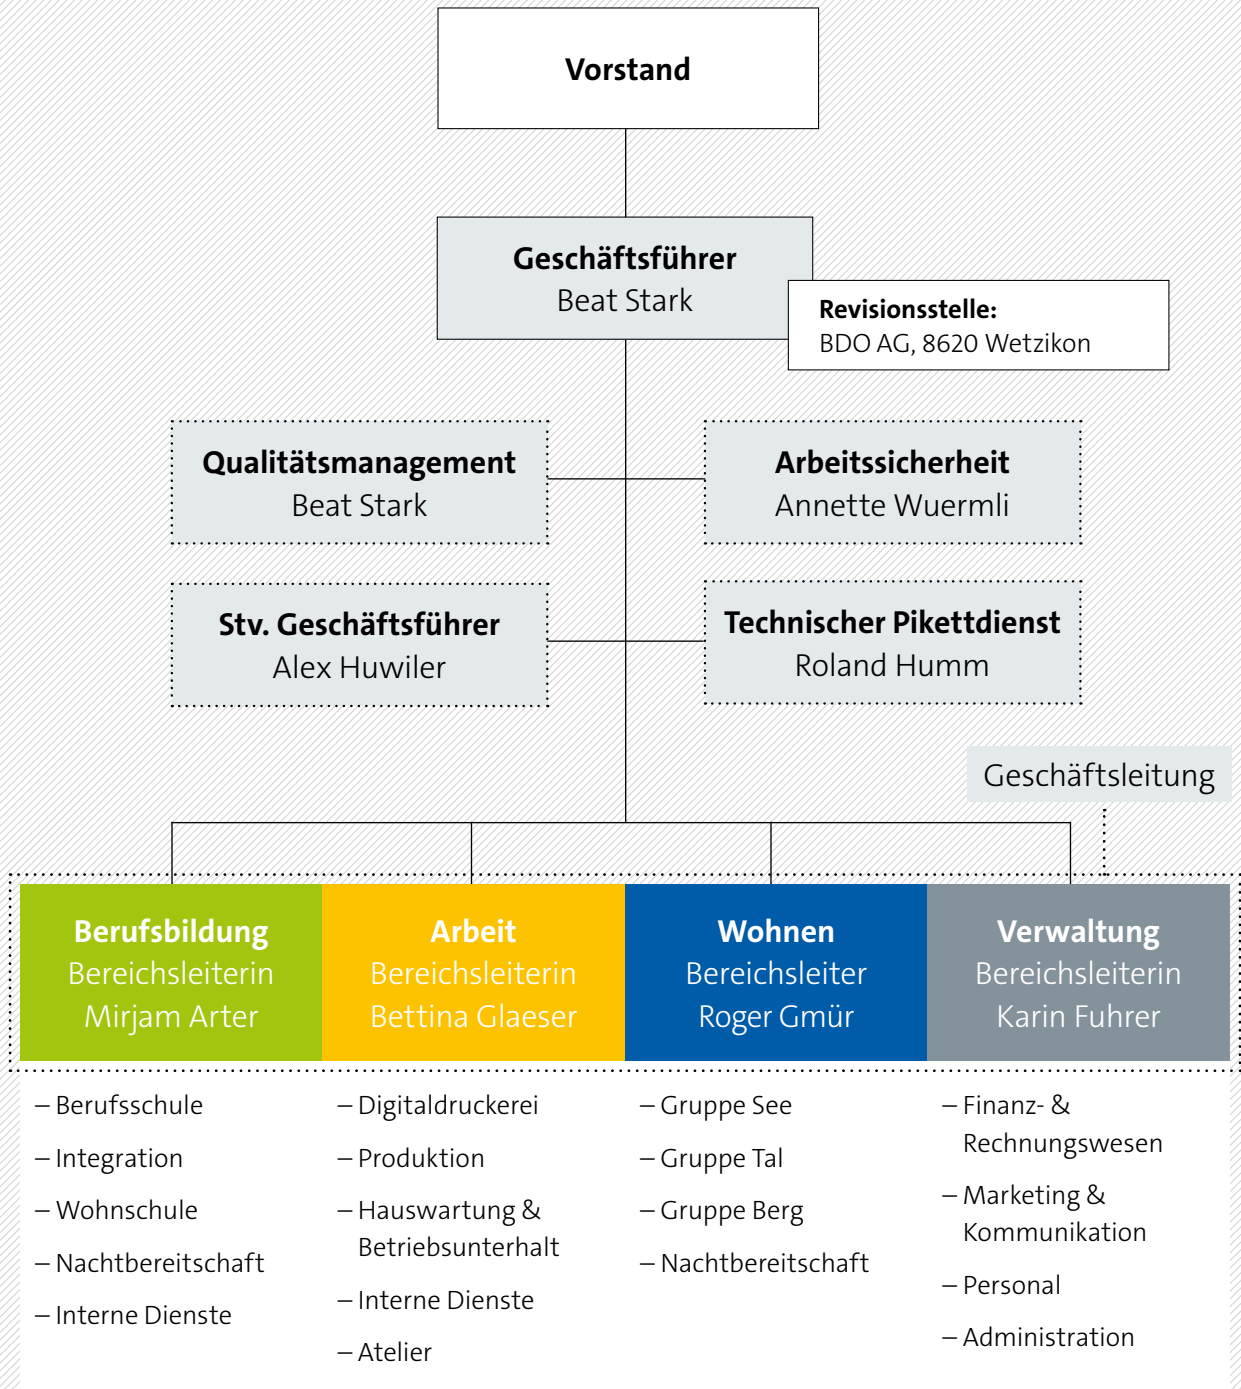 Vorstand
Geschäftsführer
Beat Stark
Revisionsstelle:
BDO AG, 8620 Wetzikon
Qualitätsmanagement
Beat Stark
Arbeitssicherheit
Annette Wuermli
Stv. Geschäftsführer
Alex Huwiler
Technischer Pikettdienst
Roland Humm
Geschäftsleitung
Berufsbildung
Bereichsleiterin
Mirjam Arter
Arbeit
Bereichsleiterin
Bettina Glaeser
Wohnen
Bereichsleiter
Roger Gmür
Verwaltung
Bereichsleiterin
Karin Fuhrer
– Berufsschule
– Integration
– Wohnschule
– Nachtbereitschaft
– Interne Dienste
– Digitaldruckerei
– Produktion
– Hauswartung &
Betriebsunterhalt
– Interne Dienste
– Atelier
– Gruppe See
– Gruppe Tal
– Gruppe Berg
– Nachtbereitschaft
– Finanz- &
Rechnungswesen
– Marketing &
Kommunikation
– Personal
– Administration